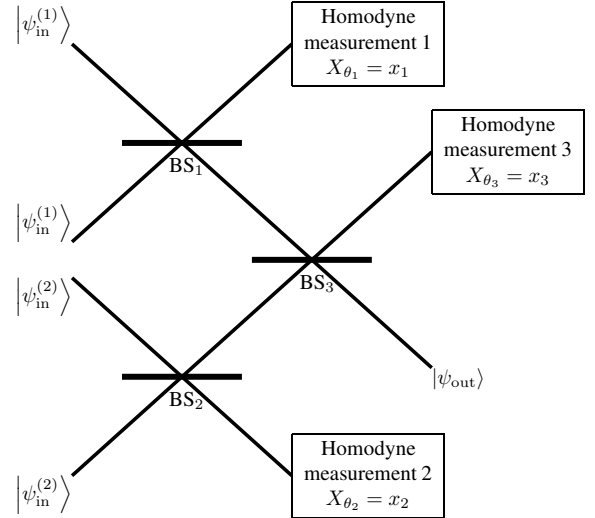 |ψ_in^(1)⟩
Homodyne
measurement 1
X_θ₁ = x₁
Homodyne
measurement 3
X_θ₃ = x₃
BS₁
|ψ_in^(1)⟩
|ψ_in^(2)⟩
BS₃
|ψ_out⟩
BS₂
Homodyne
measurement 2
X_θ₂ = x₂
|ψ_in^(2)⟩